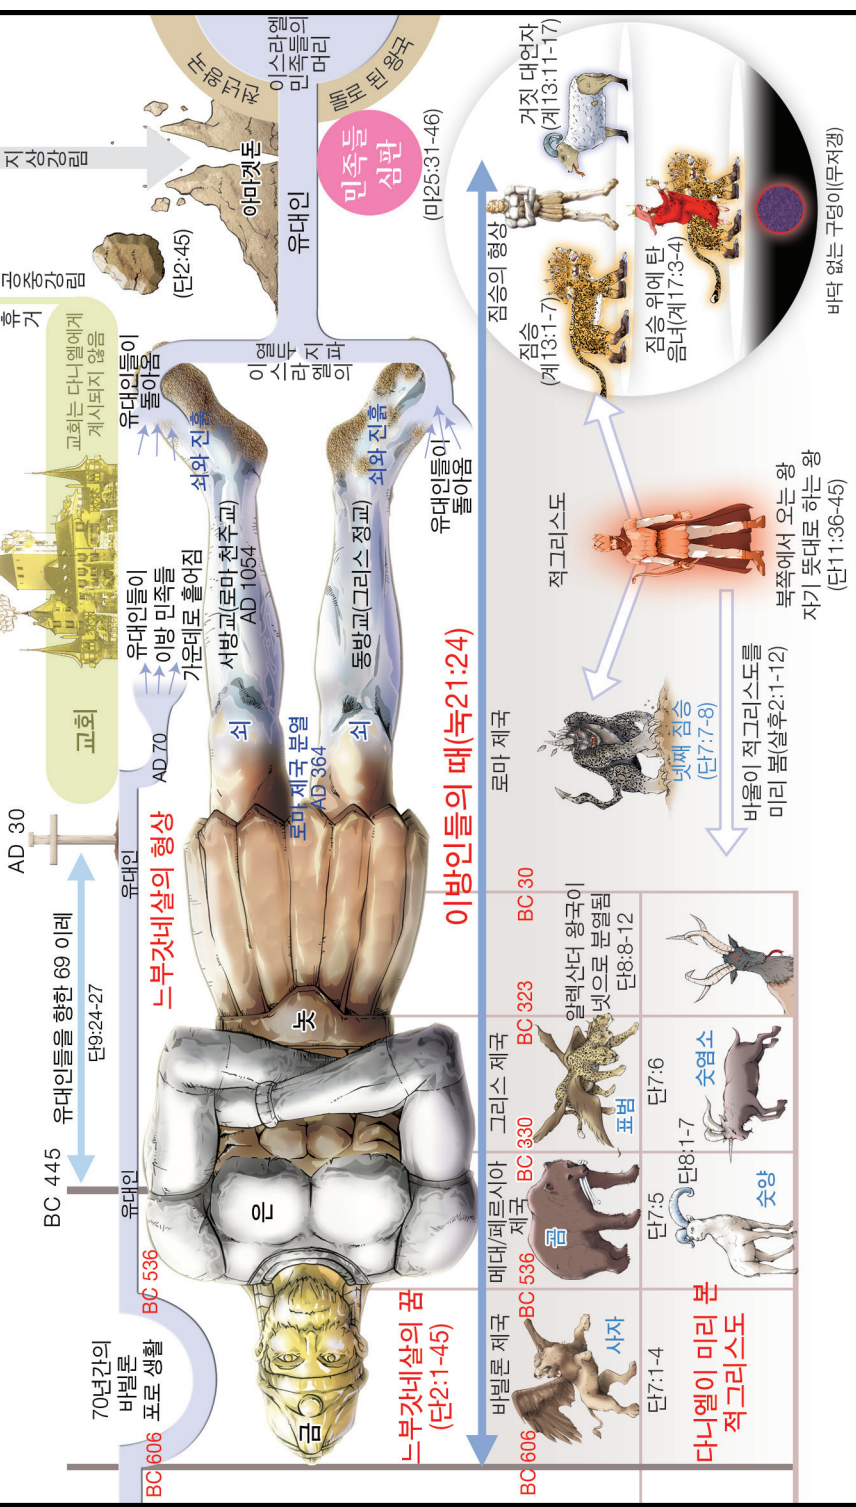 70년간의
바빌론
포로 생활
BC 606
BC 536
BC 445
유대인들을 향한 69 이레
단9:24-27
AD 30
유대인
유대인
AD 70
교회
교회는 다니엘에게
계시되지 않음
휴거
공중강림
지상강림
유대인들이
이방 민족들
가운데로 흩어짐
유대인들이
돌아옴
(단2:45)
아마겟돈
유대인
천년왕국
이스라엘
민족들의
머리
돌로 된 왕국
민족들
심판
(마25:31-46)
느부갓네살의 형상
금
은
놋
쇠
쇠
로마 제국 분열
AD 364
서방교(로마 천주교)
AD 1054
동방교(그리스 정교)
쇠와 진흙
쇠와 진흙
유대인들이
돌아옴
이스라엘의
열두 지파
느부갓네살의 꿈
(단2:1-45)
이방인들의 때(눅21:24)
BC 606
바빌론 제국
BC 536
메대/페르시아
제국
BC 330
그리스 제국
BC 323
알렉산더 왕국이
넷으로 분열됨
단8:8-12
BC 30
로마 제국
사자
곰
표범
넷째 짐승
(단7:7-8)
단7:1-4
단7:5
단7:6
단8:1-7
숫양
숫염소
다니엘이 미리 본
적그리스도
바울이 적그리스도를
미리 봄(살후2:1-12)
적그리스도
북쪽에서 오는 왕
자기 뜻대로 하는 왕
(단11:36-45)
짐승
(계13:1-7)
짐승의 형상
거짓 대언자
(계13:11-17)
짐승 위에 탄
음녀(계17:3-4)
바닥 없는 구덩이(무저갱)